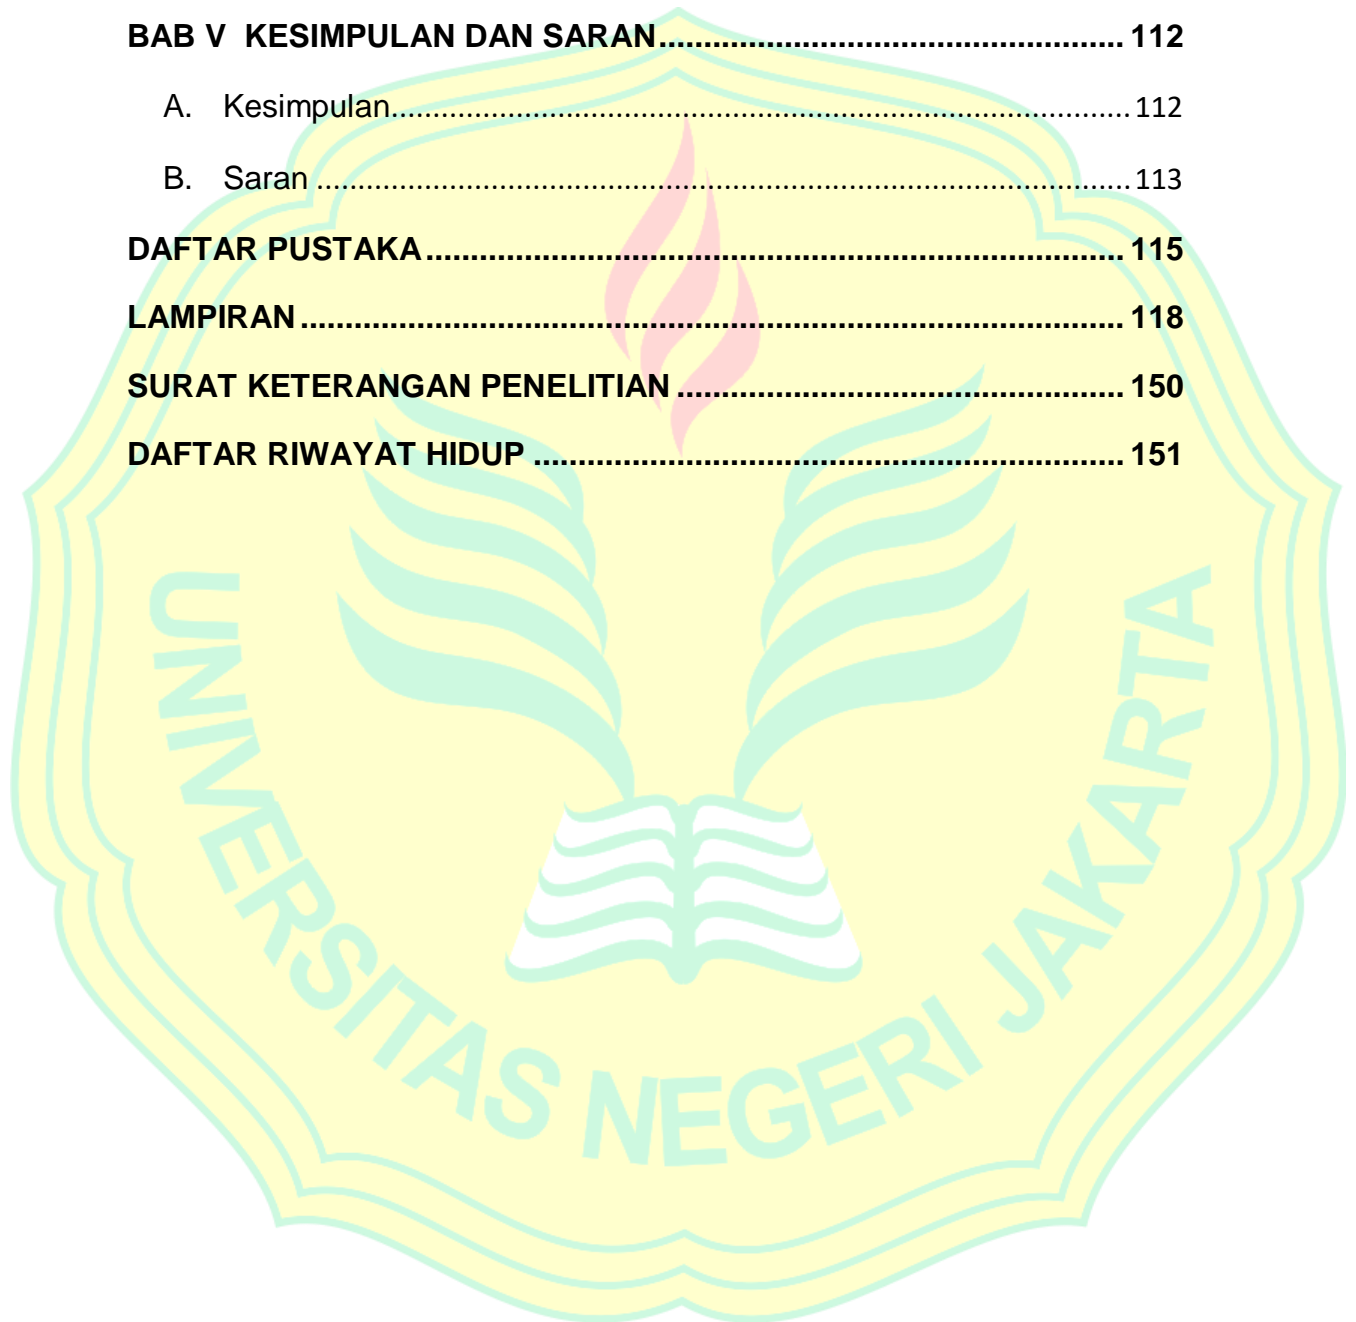 BAB V  KESIMPULAN DAN SARAN.................................................. 112
A.   Kesimpulan.......................................................................................112
B.   Saran ................................................................................................113
DAFTAR PUSTAKA............................................................................. 115
LAMPIRAN ........................................................................................... 118
SURAT KETERANGAN PENELITIAN ................................................. 150
DAFTAR RIWAYAT HIDUP ................................................................. 151
UNIVERSITAS NEGERI JAKARTA